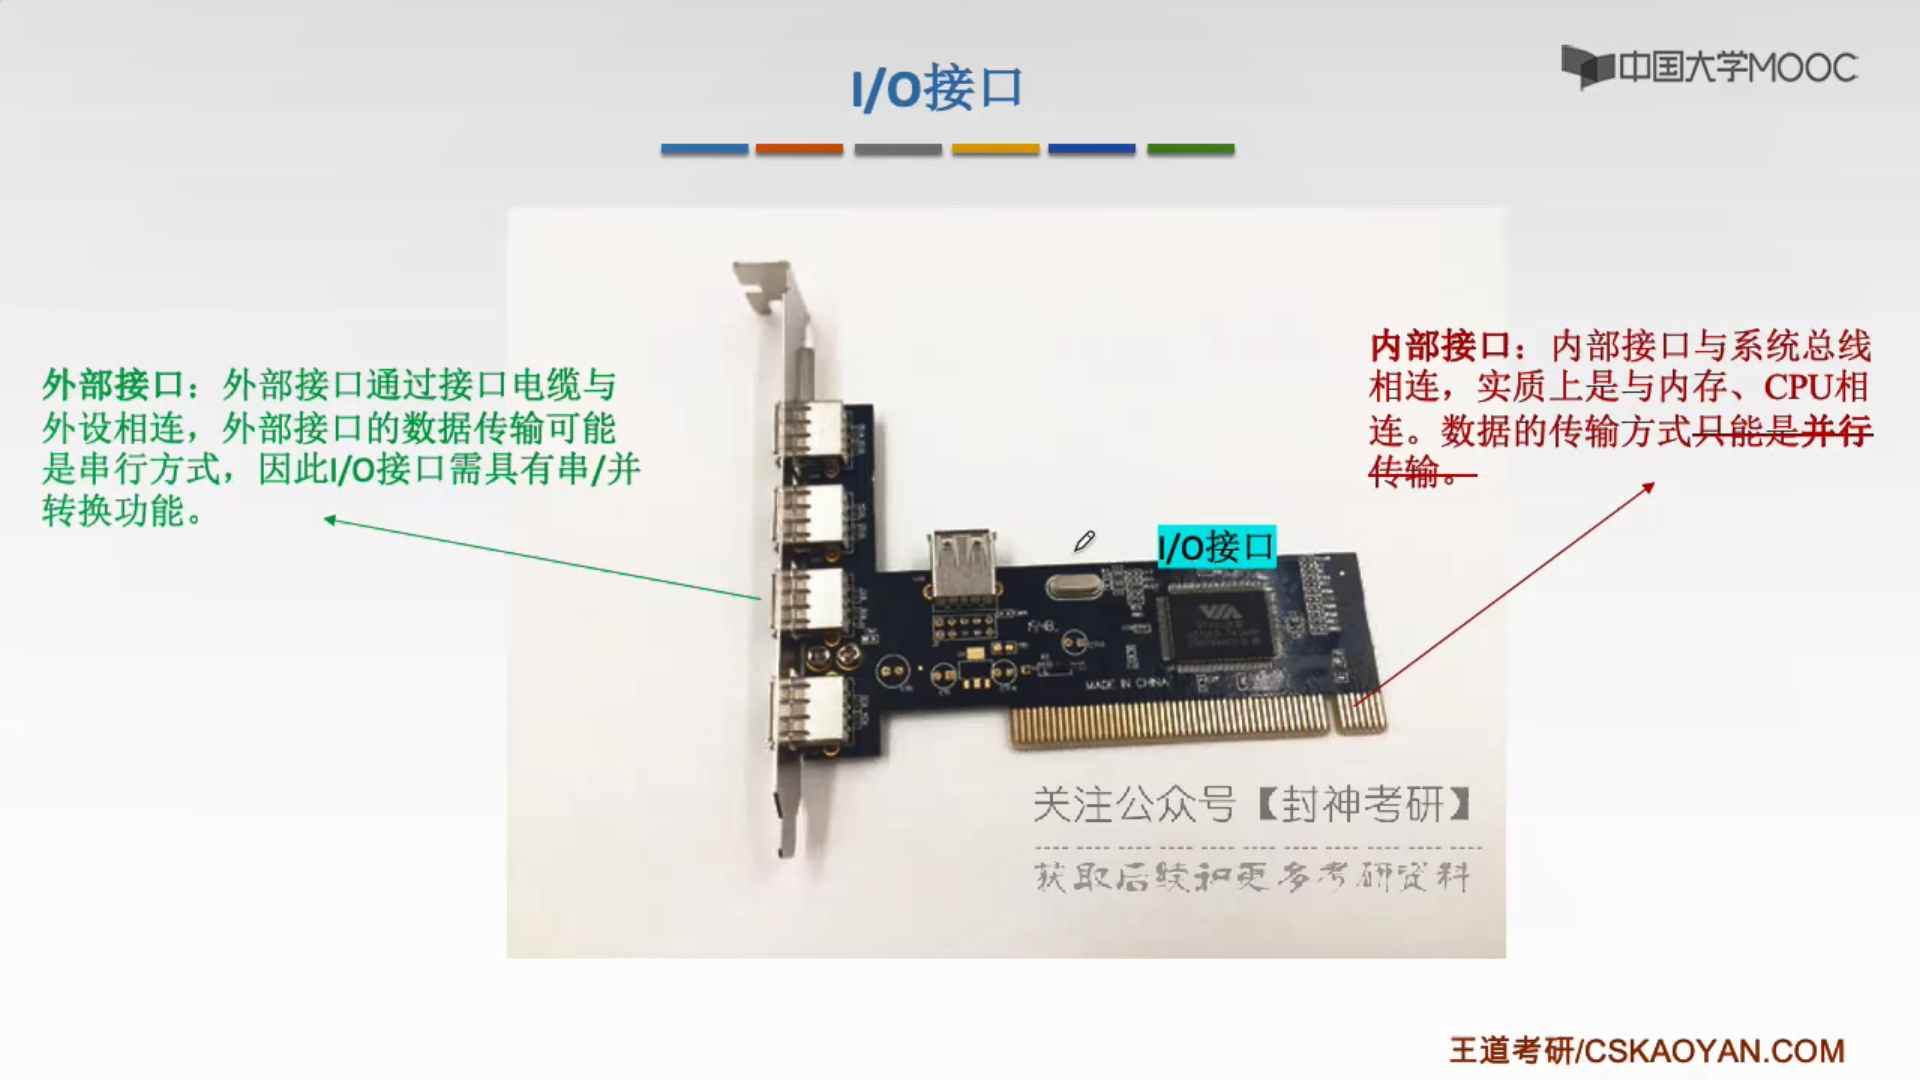 I/O接口
中国大学MOOC
外部接口：外部接口通过接口电缆与
外设相连，外部接口的数据传输可能
是串行方式，因此I/O接口需具有串/并
转换功能。
内部接口：内部接口与系统总线
相连，实质上是与内存、CPU相
连。数据的传输方式只能是并行
传输。
I/O接口
VIA
MADE IN CHINA
关注公众号【封神考研】
获取后续和更多考研资料
王道考研/CSKAOYAN.COM